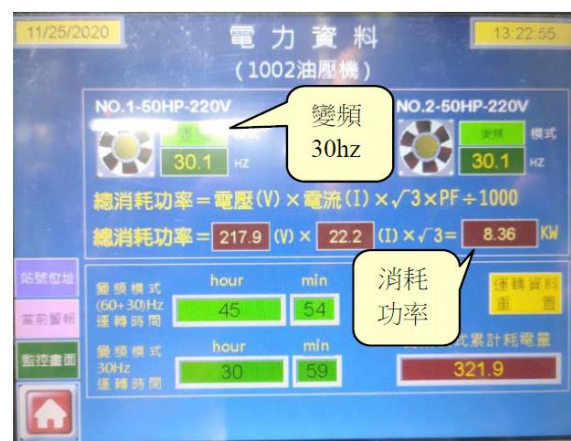 11/25/2020
電力資料
13:22:55
(1002油壓機)
NO.1-50HP-220V
NO.2-50HP-220V
變頻
30hz
變頻
模式
30.1 HZ
30.1 HZ
總消耗功率=電壓(V)×電流(I)×√3×PF÷1000
總消耗功率= 217.9 (V)× 22.2 (I)×√3= 8.36 KW
消耗
功率
站號位址
當前警報
監控畫面
變頻模式
(60+30)Hz
運轉時間
hour
min
45
54
運轉資料
重置
變頻模式
30Hz
運轉時間
hour
min
30
59
式累計耗電量
321.9